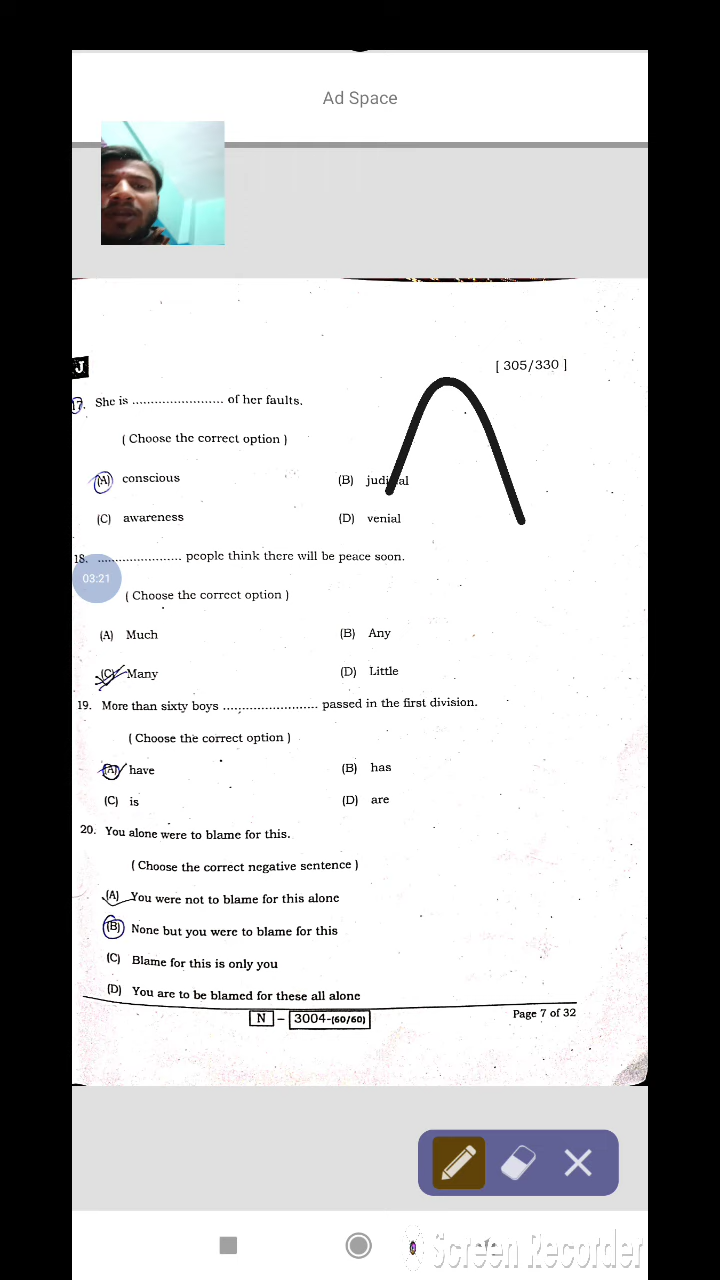 Ad Space
J
[ 305/330 ]
17. She is ....................... of her faults.
( Choose the correct option )
(A) conscious
(B) judicial
(C) awareness
(D) venial
18. ..................... people think there will be peace soon.
03:21
( Choose the correct option )
(A) Much
(B) Any
(C) Many
(D) Little
19. More than sixty boys ........................ passed in the first division.
( Choose the correct option )
(A) have
(B) has
(C) is
(D) are
20. You alone were to blame for this.
( Choose the correct negative sentence )
(A) You were not to blame for this alone
(B) None but you were to blame for this
(C) Blame for this is only you
(D) You are to be blamed for these all alone
N – 3004-(60/60)
Page 7 of 32
Screen Recorder